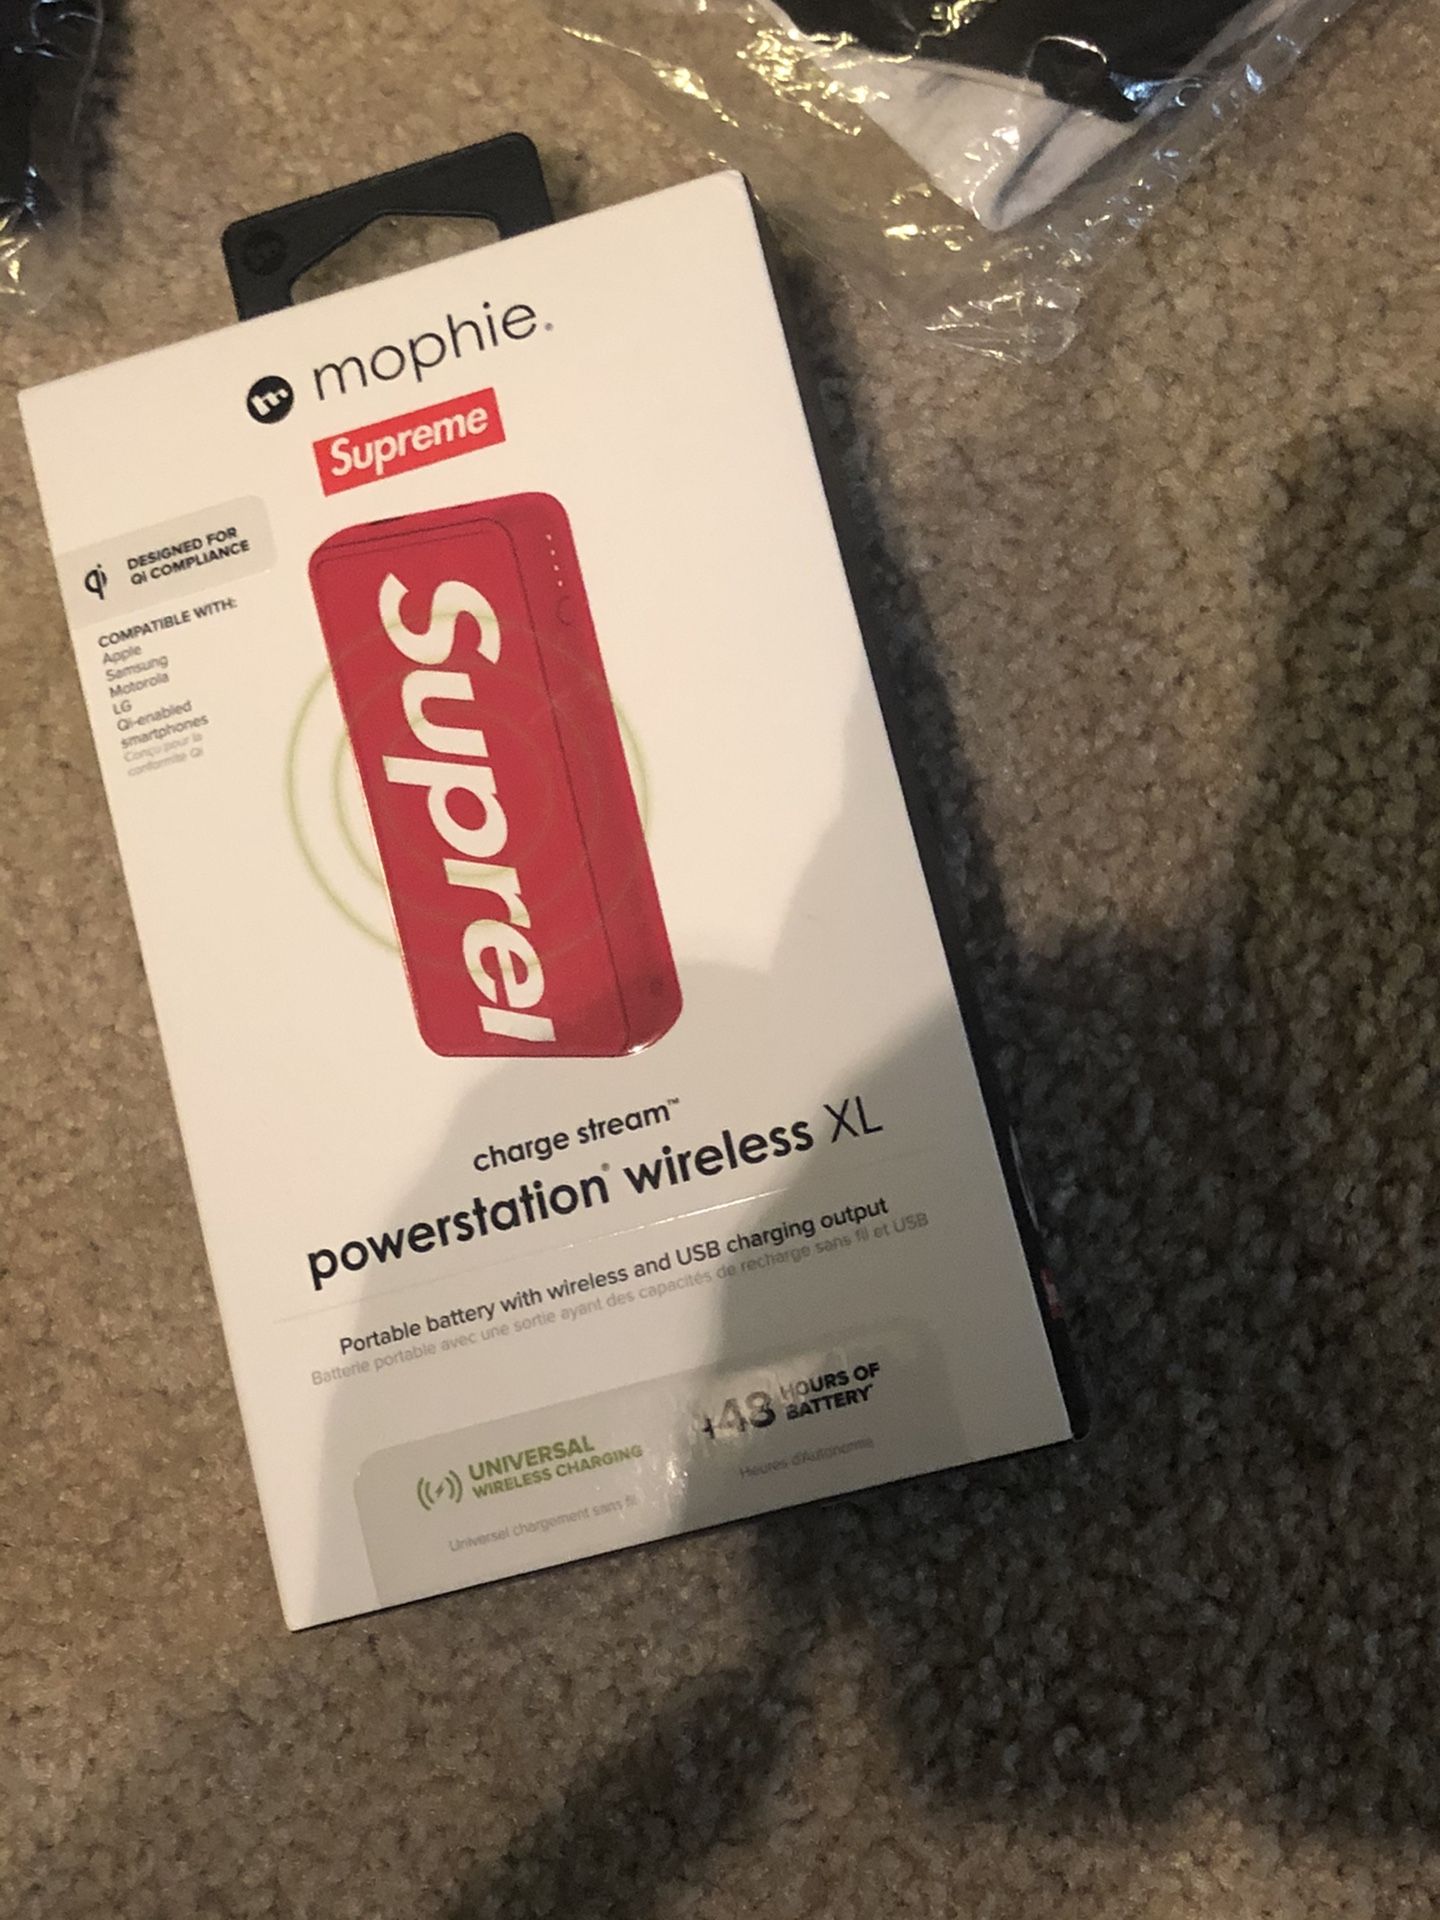 mophie.
Supreme
DESIGNED FOR
Qi COMPLIANCE
COMPATIBLE WITH:
Apple
Samsung
Motorola
LG
Qi-enabled
smartphones
Conçu pour la
conformité Qi
Suprei
charge stream™
powerstation® wireless XL
Portable battery with wireless and USB charging output
Batterie portable avec une sortie ayant des capacités de recharge sans fil et USB
UNIVERSAL
WIRELESS CHARGING
Universel chargement sans fil
+48 HOURS OF
BATTERY*
Heures d'Autonomie